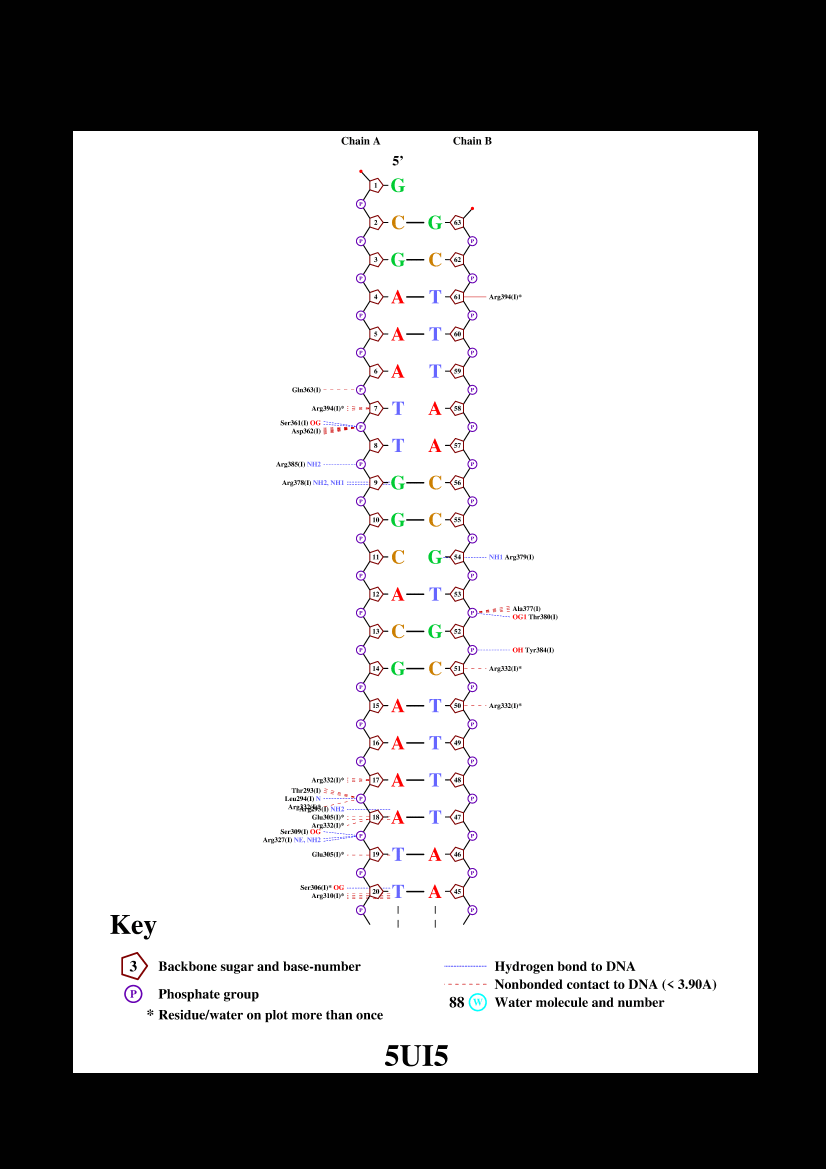 Chain A Chain B
5’
1 G
P
2 C G 63
P P
3 G C 62
P P
4 A T 61 Arg394(I)*
P P
5 A T 60
P P
6 A T 59
Gln363(I) P P
Arg394(I)* 7 T A 58
Ser361(I) OG
Asp362(I) P P
8 T A 57
Arg385(I) NH2 P P
Arg378(I) NH2, NH1 9 G C 56
P P
10 G C 55
P P
11 C G 54 NH1 Arg379(I)
P P
12 A T 53
Ala377(I)
P P OG1 Thr380(I)
13 C G 52
P P OH Tyr384(I)
14 G C 51 Arg332(I)*
P P
15 A T 50 Arg332(I)*
P P
16 A T 49
P P
Arg332(I)* 17 A T 48
Thr293(I)
Leu294(I) N P P
NH2
Glu305(I)* 18 A T 47
Arg332(I)*
Ser309(I) OG P P
Arg327(I) NE, NH2
Glu305(I)* 19 T A 46
P P
Ser306(I)* OG 20 T A 45
Arg310(I)*
P P
Key
3 Backbone sugar and base-number
P Phosphate group
* Residue/water on plot more than once
Hydrogen bond to DNA
Nonbonded contact to DNA (< 3.90A)
88 W Water molecule and number
5UI5